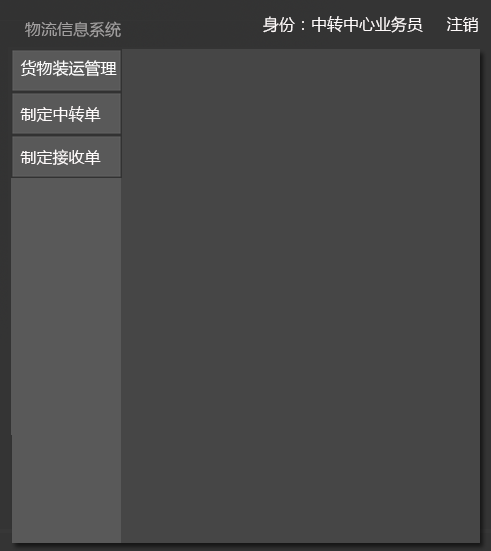 物流信息系统
身份：中转中心业务员 注销
货物装运管理
制定中转单
制定接收单